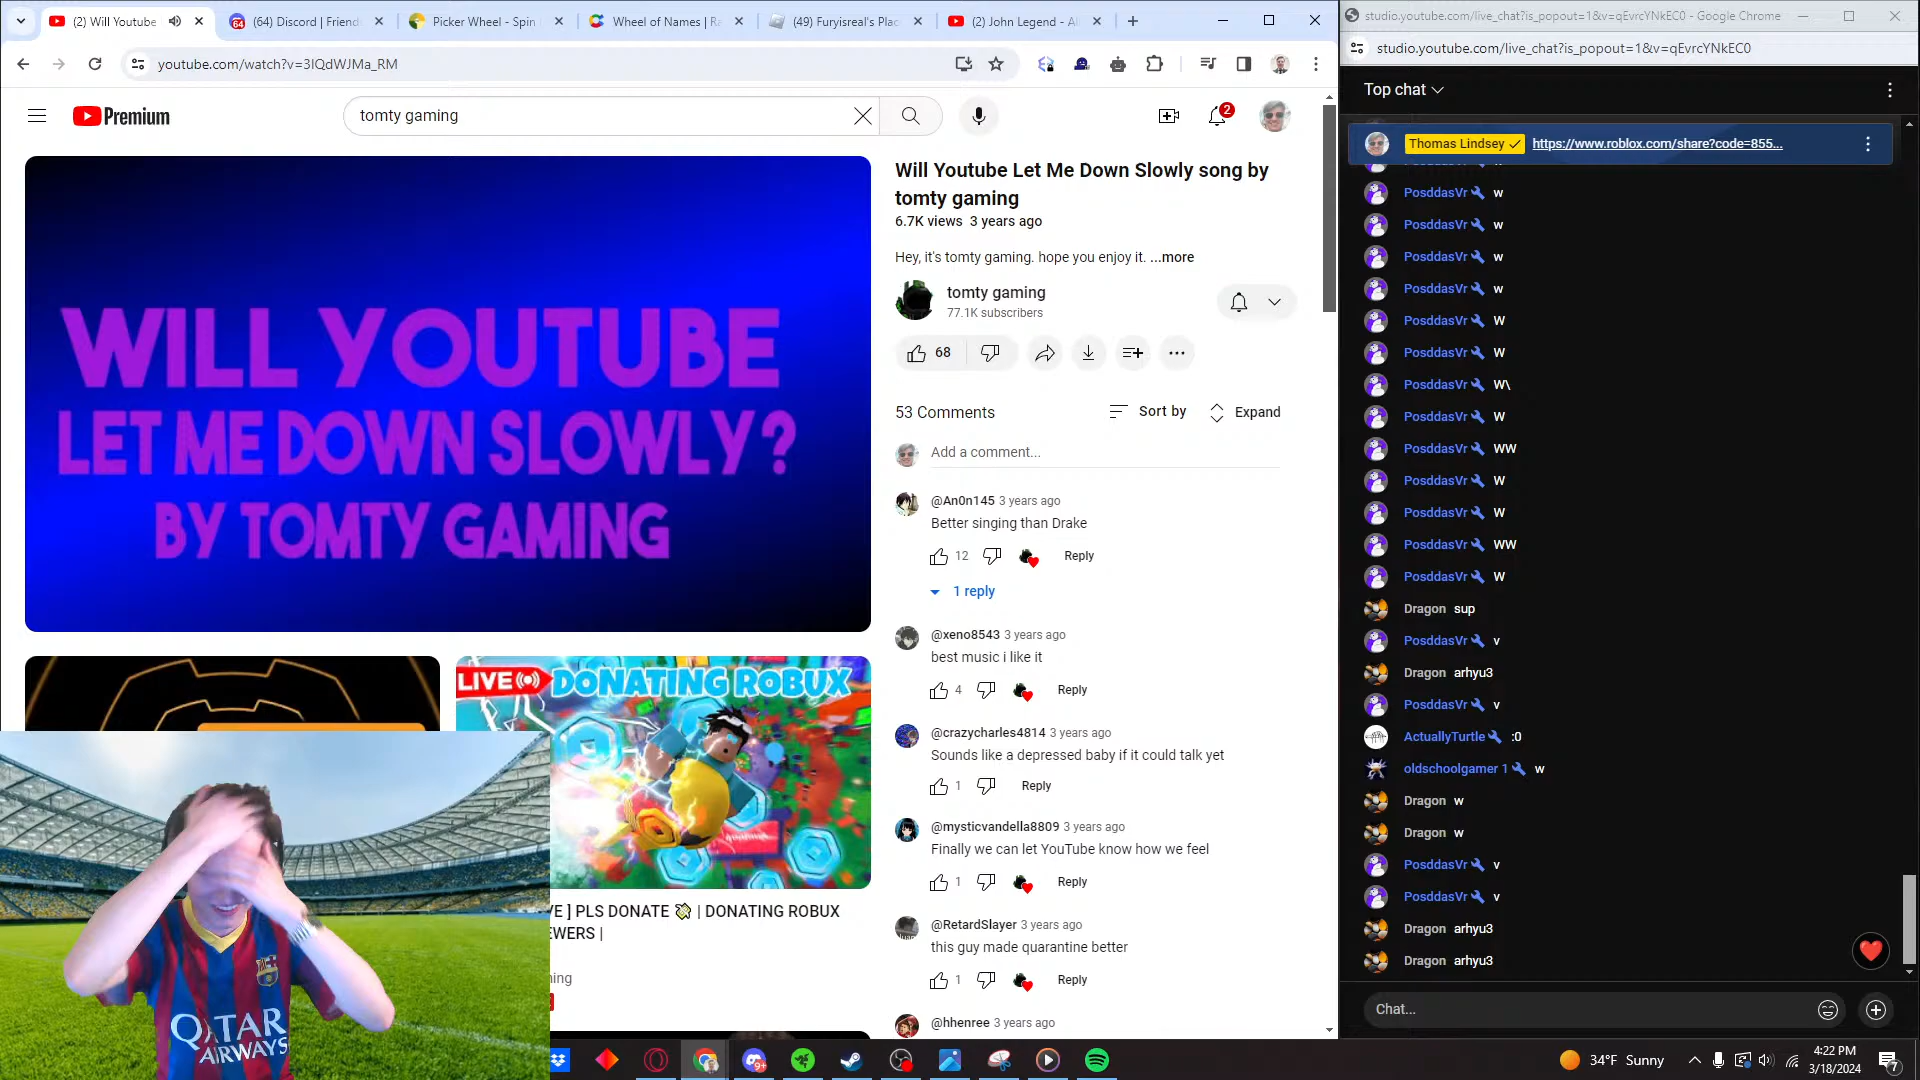 (2) Will Youtube
(64) Discord | Friend
Picker Wheel - Spin
Wheel of Names | Ra
(49) Furyisreal's Plac
(2) John Legend - Al
youtube.com/watch?v=3IQdWJMa_RM
Premium
tomty gaming
2
WILL YOUTUBE
LET ME DOWN SLOWLY?
BY TOMTY GAMING
Will Youtube Let Me Down Slowly song by
tomty gaming
6.7K views 3 years ago
Hey, it's tomty gaming. hope you enjoy it. ...more
tomty gaming
77.1K subscribers
68
53 Comments
Sort by
Expand
Add a comment...
@An0n145 3 years ago
Better singing than Drake
12
Reply
1 reply
@xeno8543 3 years ago
best music i like it
4
Reply
@crazycharles4814 3 years ago
Sounds like a depressed baby if it could talk yet
1
Reply
@mysticvandella8809 3 years ago
Finally we can let YouTube know how we feel
1
Reply
@RetardSlayer 3 years ago
this guy made quarantine better
1
Reply
@hhenree 3 years ago
LIVE DONATING ROBUX
VE ] PLS DONATE 💸 | DONATING ROBUX
EWERS |
ning
QATAR
AIRWAYS
studio.youtube.com/live_chat?is_popout=1&v=qEvrcYNkEC0 - Google Chrome
studio.youtube.com/live_chat?is_popout=1&v=qEvrcYNkEC0
Top chat
Thomas Lindsey https://www.roblox.com/share?code=855...
PosddasVr w
PosddasVr w
PosddasVr w
PosddasVr w
PosddasVr W
PosddasVr W
PosddasVr W\
PosddasVr W
PosddasVr WW
PosddasVr W
PosddasVr W
PosddasVr WW
PosddasVr W
Dragon sup
PosddasVr v
Dragon arhyu3
PosddasVr v
ActuallyTurtle :0
oldschoolgamer 1 w
Dragon w
Dragon w
PosddasVr v
PosddasVr v
Dragon arhyu3
Dragon arhyu3
Chat...
9+
34°F Sunny
4:22 PM
3/18/2024
7